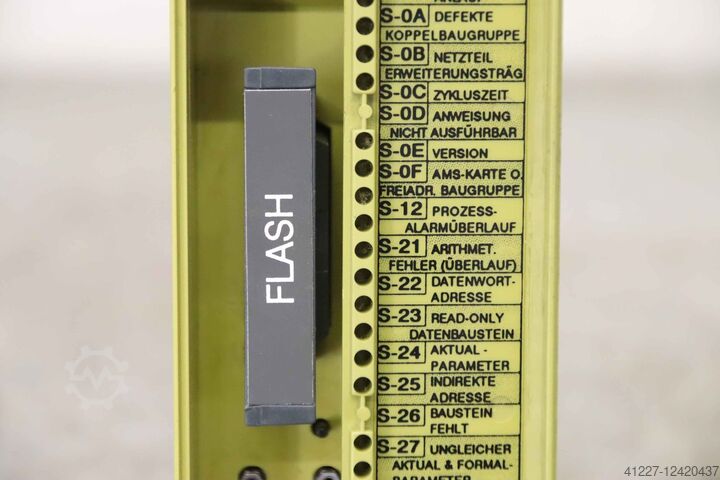 FLASH
S-0A DEFEKTE
KOPPELBAUGRUPPE
S-0B NETZTEIL
ERWEITERUNGSTRÄG.
S-0C ZYKLUSZEIT
S-0D ANWEISUNG
NICHT AUSFÜHRBAR
S-0E VERSION
S-0F AMS-KARTE O.
FREIADR. BAUGRUPPE
S-12 PROZESS-
ALARMÜBERLAUF
S-21 ARITHMET.
FEHLER (ÜBERLAUF)
S-22 DATENWORT-
ADRESSE
S-23 READ-ONLY
DATENBAUSTEIN
S-24 AKTUAL-
PARAMETER
S-25 INDIREKTE
ADRESSE
S-26 BAUSTEIN
FEHLT
S-27 UNGLEICHER
AKTUAL & FORMAL-
PARAMETER
41227-12420437